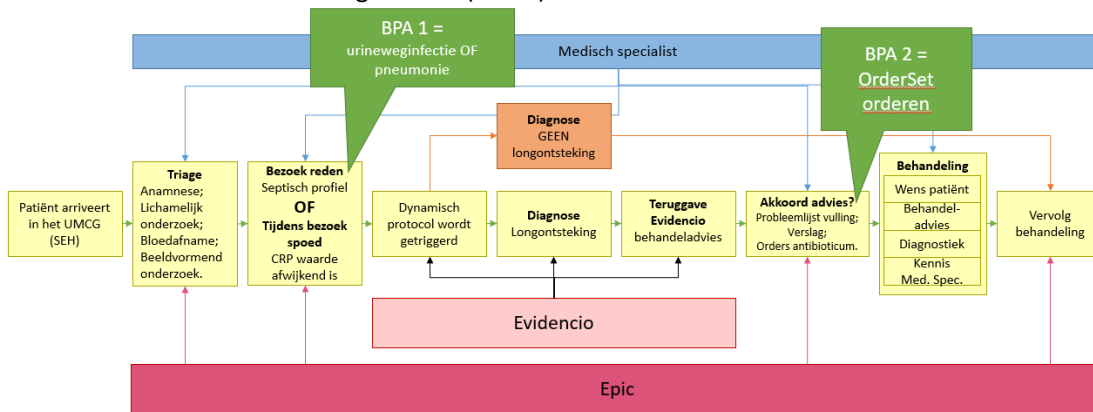 BPA 1 =
urineweginfectie OF
pneumonie
Medisch specialist
BPA 2 =
OrderSet
orderen
Diagnose
GEEN
longontsteking
Patiënt arriveert
in het UMCG
(SEH)
Triage
Anamnese;
Lichamelijk
onderzoek;
Bloedafname;
Beeldvormend
onderzoek.
Bezoek reden
Septisch profiel
OF
Tijdens bezoek
spoed
CRP waarde
afwijkend is
Dynamisch
protocol wordt
getriggerd
Diagnose
Longontsteking
Teruggave
Evidencio
behandeladvies
Akkoord advies?
Probleemlijst vulling;
Verslag;
Orders antibioticum.
Behandeling
Wens patiënt
Behandel-
advies
Diagnostiek
Kennis
Med. Spec.
Vervolg
behandeling
Evidencio
Epic